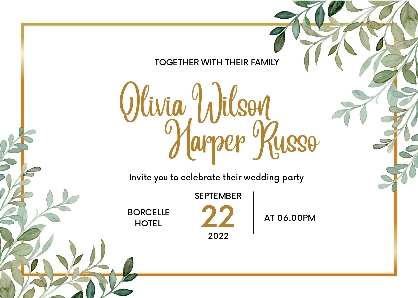 TOGETHER WITH THEIR FAMILY
Olivia Wilson
Harper Russo
Invite you to celebrate their wedding party
BORCELLE
HOTEL
SEPTEMBER
22
2022
AT 06.00PM